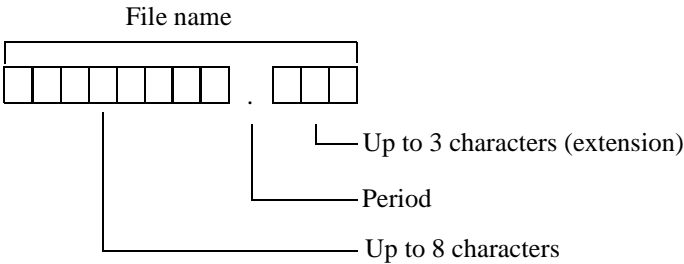 File name
.
Up to 3 characters (extension)
Period
Up to 8 characters